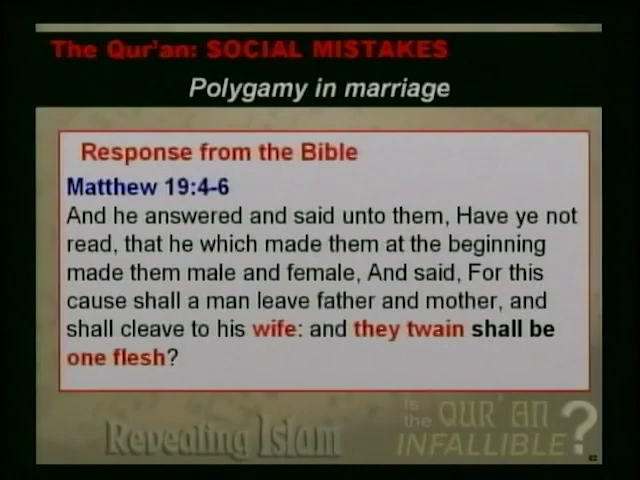 The Qur'an: SOCIAL MISTAKES
Polygamy in marriage
Response from the Bible
Matthew 19:4-6
And he answered and said unto them, Have ye not
read, that he which made them at the beginning
made them male and female, And said, For this
cause shall a man leave father and mother, and
shall cleave to his wife: and they twain shall be
one flesh?
Repealing Islam
Is
the QUR'AN
INFALLIBLE?